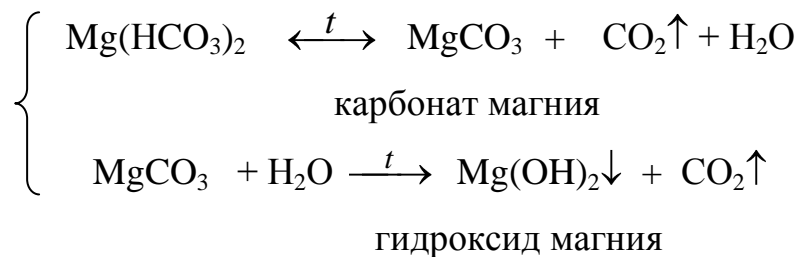 Mg(HCO₃)₂ ⟷ᵗ MgCO₃ + CO₂↑ + H₂O
карбонат магния
MgCO₃ + H₂O ⟶ᵗ Mg(OH)₂↓ + CO₂↑
гидроксид магния